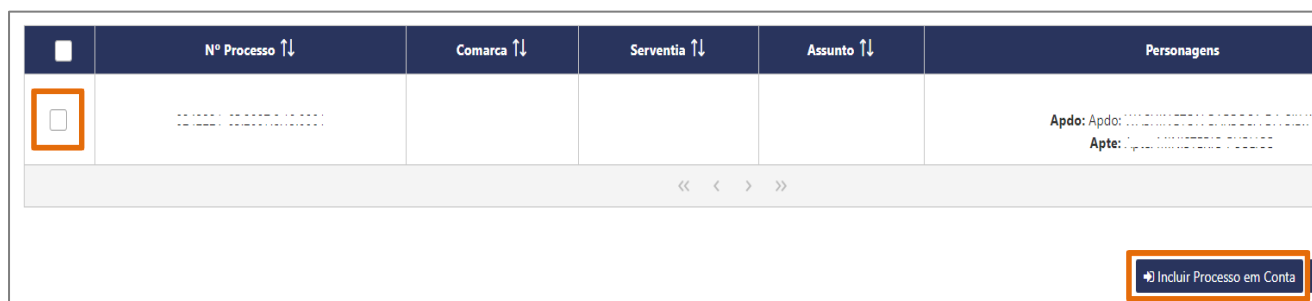 Nº Processo ↑↓ Comarca ↑↓ Serventia ↑↓ Assunto ↑↓ Personagens
Apdo: Apdo:
Apte:
« < > »
Incluir Processo em Conta